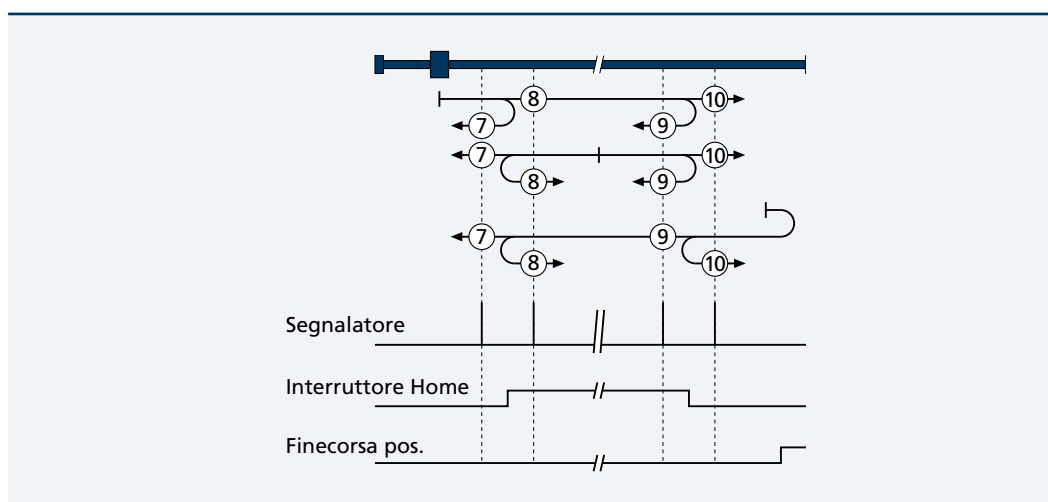 8 10
7 9
7 10
8 9
7 9
8 10
Segnalatore
Interruttore Home
Finecorsa pos.